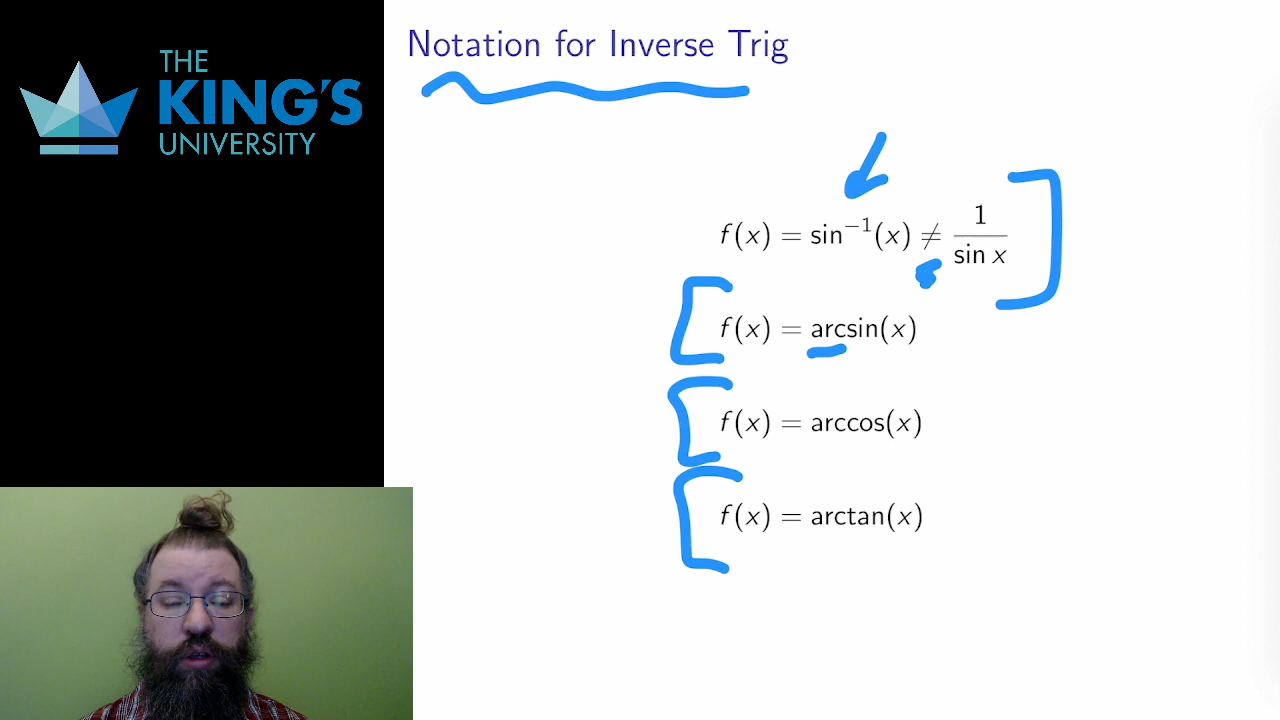 THE
KING'S
UNIVERSITY
Notation for Inverse Trig
f(x) = sin⁻¹(x) ≠ 1/sin x
f(x) = arcsin(x)
f(x) = arccos(x)
f(x) = arctan(x)